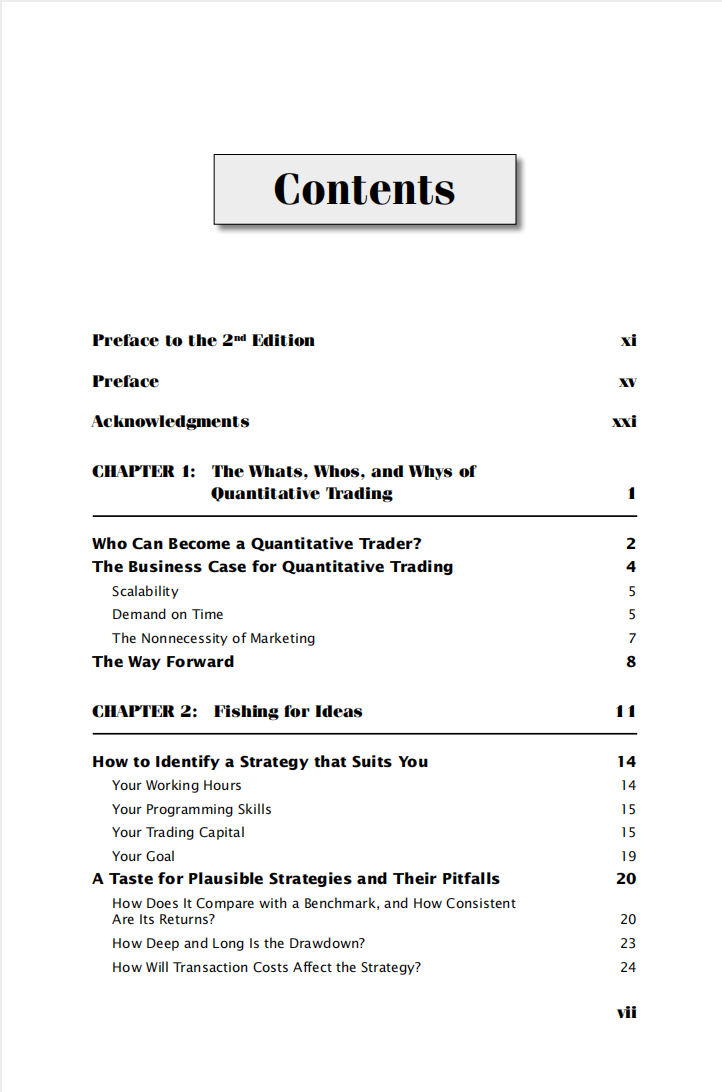 Contents
Preface to the 2nd Edition xi
Preface xv
Acknowledgments xxi
CHAPTER 1: The Whats, Whos, and Whys of
Quantitative Trading 1
Who Can Become a Quantitative Trader? 2
The Business Case for Quantitative Trading 4
Scalability 5
Demand on Time 5
The Nonnecessity of Marketing 7
The Way Forward 8
CHAPTER 2: Fishing for Ideas 11
How to Identify a Strategy that Suits You 14
Your Working Hours 14
Your Programming Skills 15
Your Trading Capital 15
Your Goal 19
A Taste for Plausible Strategies and Their Pitfalls 20
How Does It Compare with a Benchmark, and How Consistent
Are Its Returns? 20
How Deep and Long Is the Drawdown? 23
How Will Transaction Costs Affect the Strategy? 24
vii